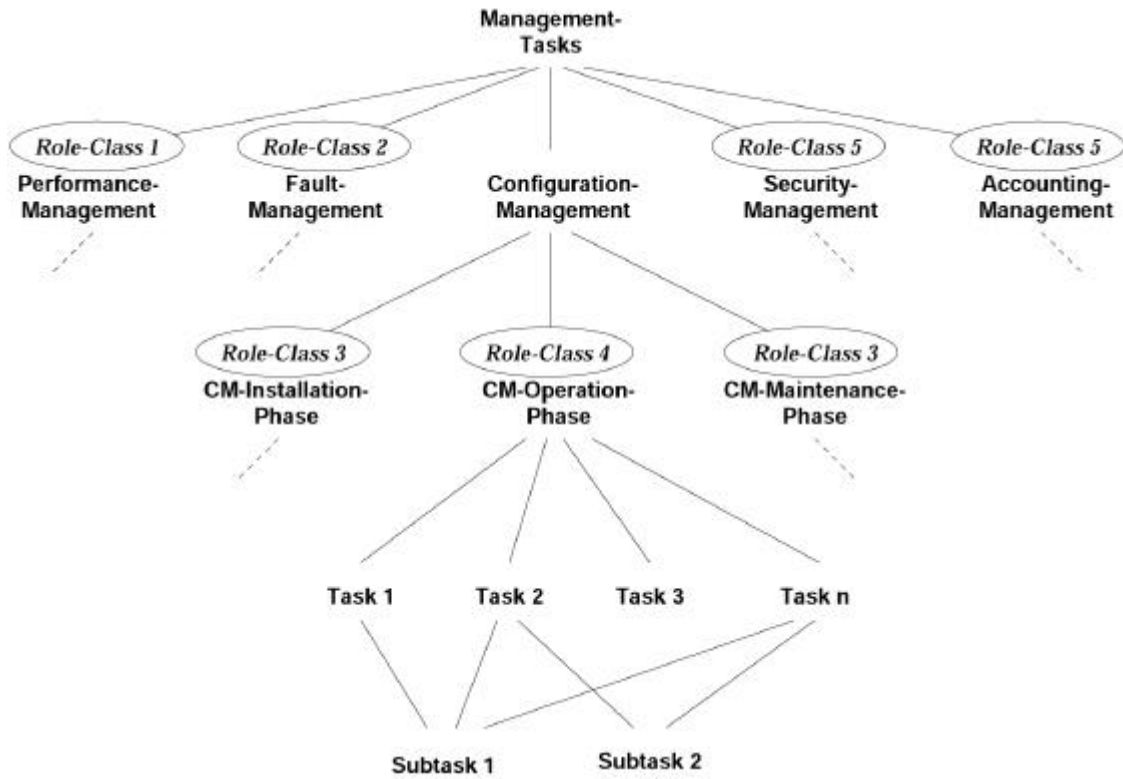 Management-
Tasks
Role-Class 1
Role-Class 2
Role-Class 5
Role-Class 5
Performance-
Management
Fault-
Management
Configuration-
Management
Security-
Management
Accounting-
Management
Role-Class 3
Role-Class 4
Role-Class 3
CM-Installation-
Phase
CM-Operation-
Phase
CM-Maintenance-
Phase
Task 1
Task 2
Task 3
Task n
Subtask 1
Subtask 2